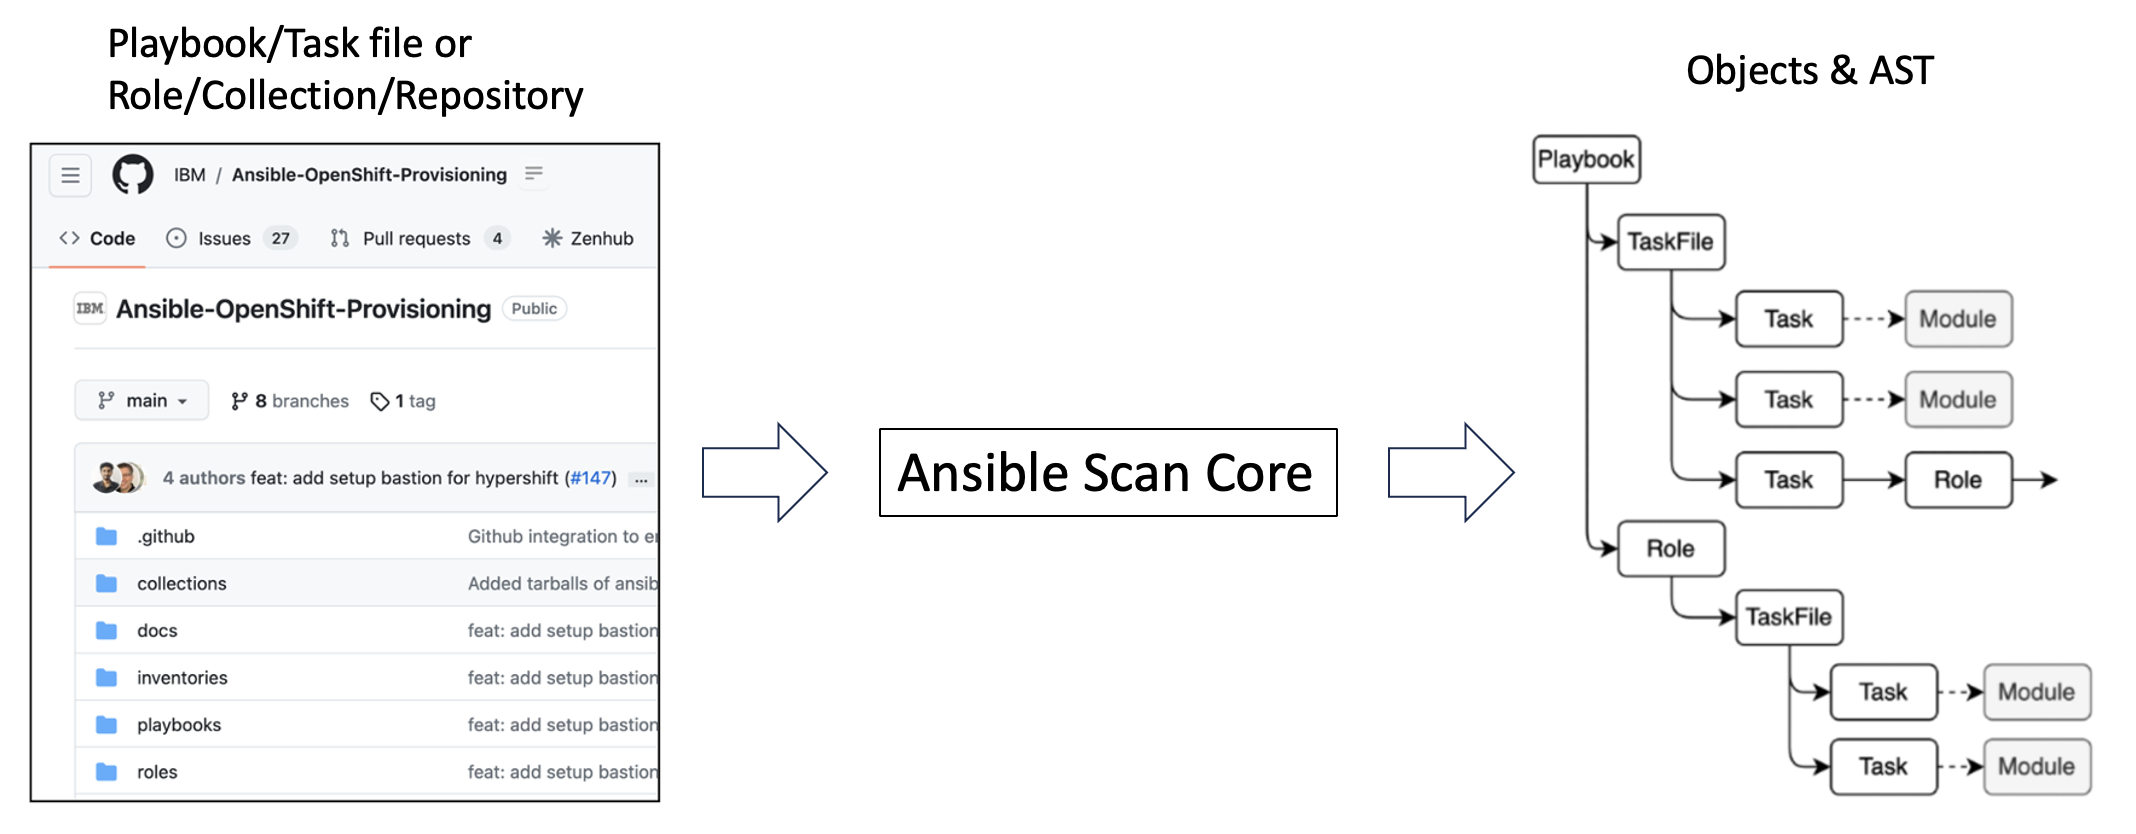 Playbook/Task file or
Role/Collection/Repository
IBM / Ansible-OpenShift-Provisioning
Code Issues 27 Pull requests 4 Zenhub
IBM Ansible-OpenShift-Provisioning Public
main 8 branches 1 tag
4 authors feat: add setup bastion for hypershift (#147) ...
.github Github integration to
collections Added tarballs of ansib
docs feat: add setup bastion
inventories feat: add setup bastion
playbooks feat: add setup bastion
roles feat: add setup bastion
Ansible Scan Core
Objects & AST
Playbook
TaskFile
Task Module
Task Module
Task Role
Role
TaskFile
Task Module
Task Module